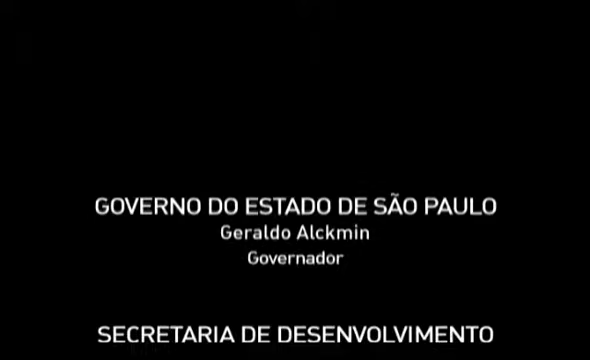 GOVERNO DO ESTADO DE SÃO PAULO
Geraldo Alckmin
Governador
SECRETARIA DE DESENVOLVIMENTO